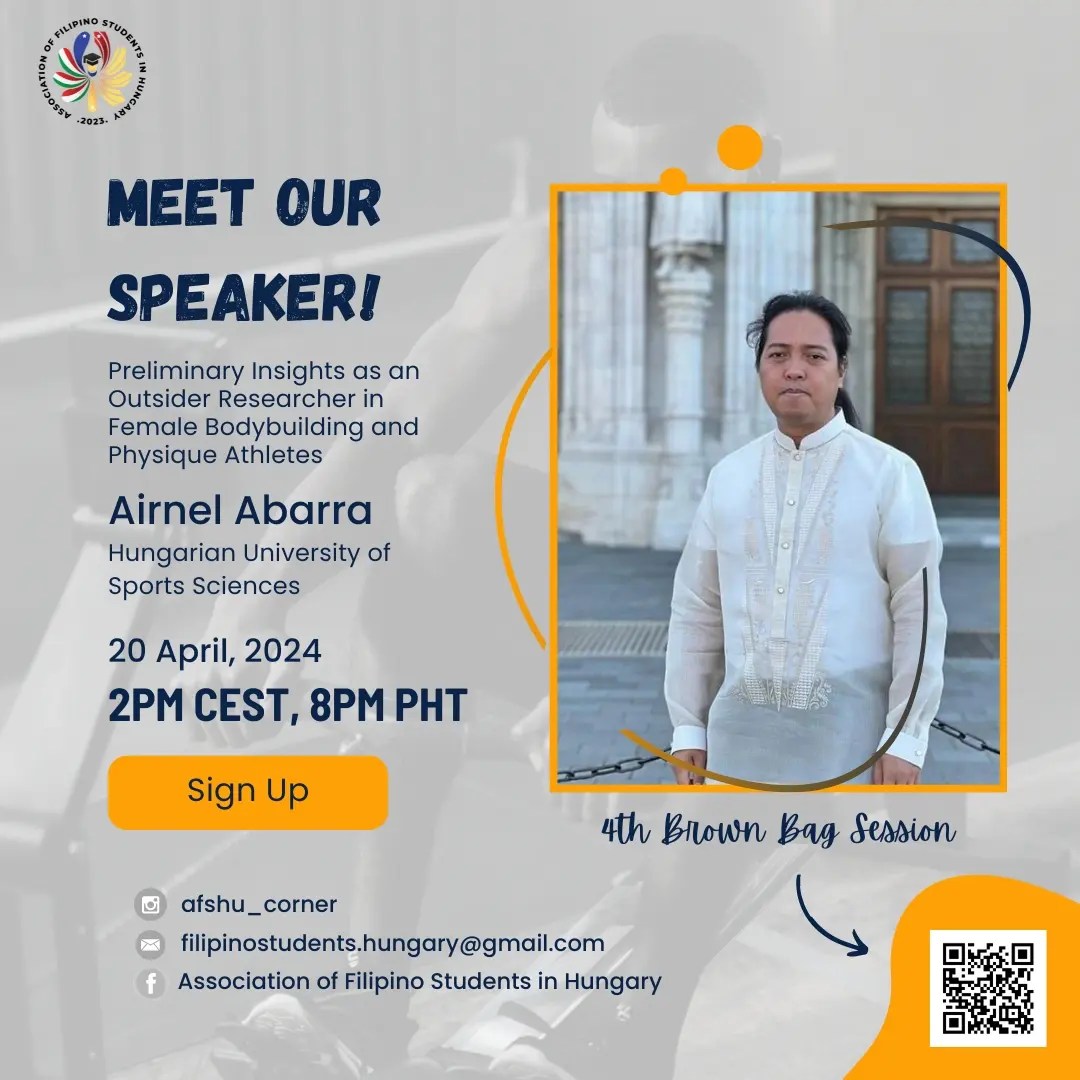 ASSOCIATION OF FILIPINO STUDENTS IN HUNGARY
·2023·
MEET OUR
SPEAKER!
Preliminary Insights as an
Outsider Researcher in
Female Bodybuilding and
Physique Athletes
Airnel Abarra
Hungarian University of
Sports Sciences
20 April, 2024
2PM CEST, 8PM PHT
Sign Up
4th Brown Bag Session
afshu_corner
filipinostudents.hungary@gmail.com
Association of Filipino Students in Hungary